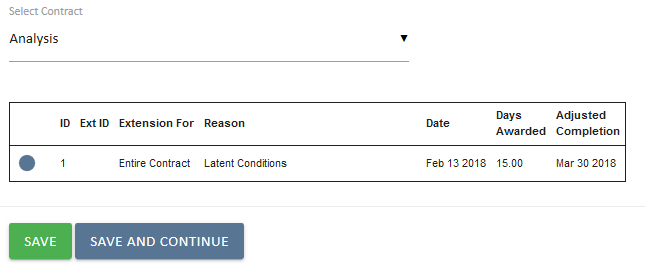 Select Contract
Analysis
ID Ext ID Extension For Reason Date Days Awarded Adjusted Completion
1 Entire Contract Latent Conditions Feb 13 2018 15.00 Mar 30 2018
SAVE SAVE AND CONTINUE